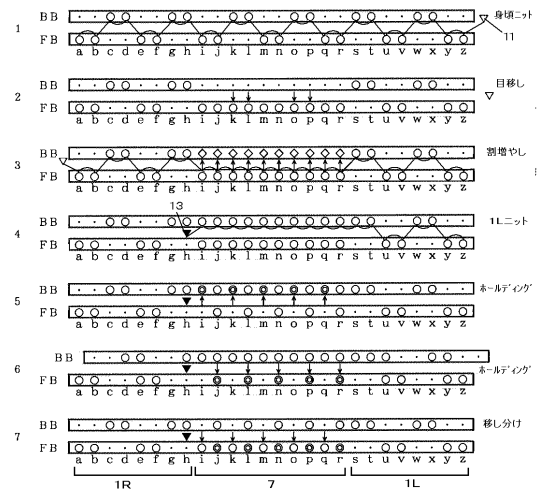 1 BB 身頃ニット
11
FB
a b c d e f g h i j k l m n o p q r s t u v w x y z
2 BB 目移し
FB
a b c d e f g h i j k l m n o p q r s t u v w x y z
3 BB 割増やし
FB
a b c d e f g h i j k l m n o p q r s t u v w x y z
13
4 BB 1Lニット
FB
a b c d e f g h i j k l m n o p q r s t u v w x y z
5 BB ホールディング
FB
a b c d e f g h i j k l m n o p q r s t u v w x y z
6 BB
FB ホールディング
a b c d e f g h i j k l m n o p q r s t u v w x y z
7 BB 移し分け
FB
a b c d e f g h i j k l m n o p q r s t u v w x y z
1R 7 1L